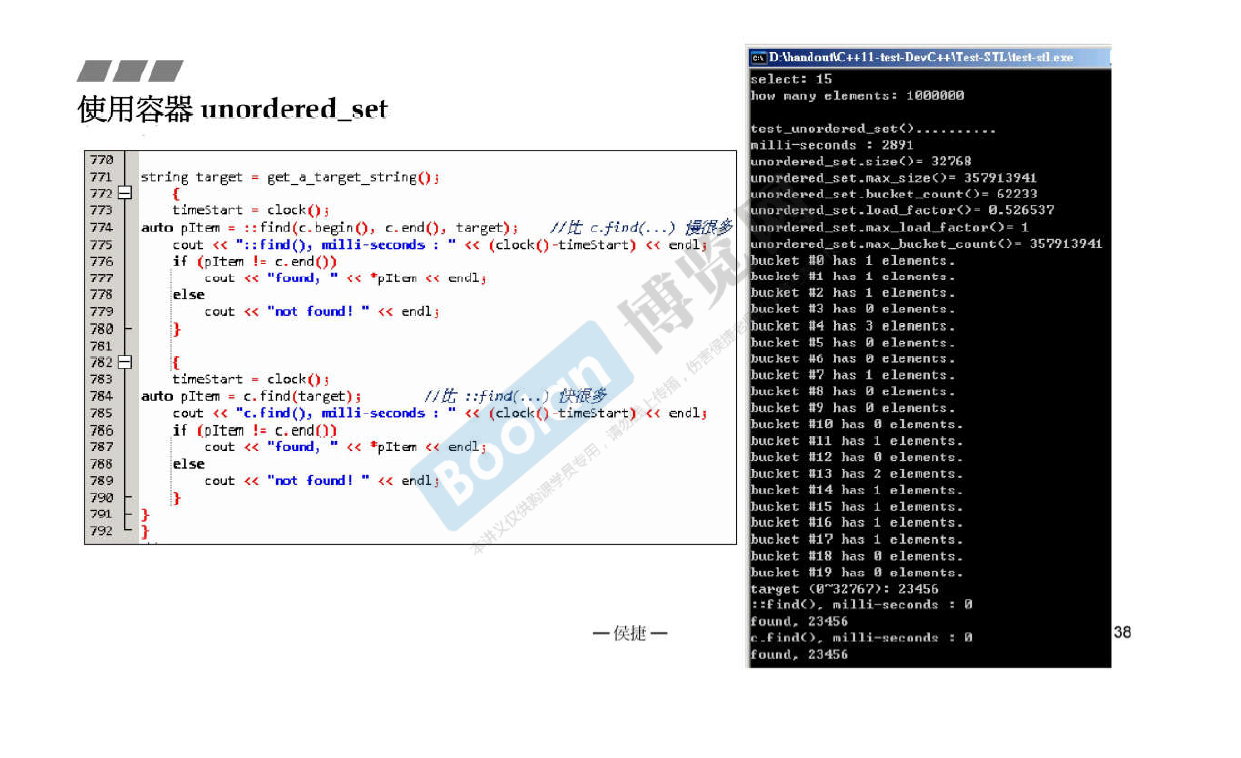 使用容器 unordered_set
770
771 string target = get_a_target_string();
772 {
773 timeStart = clock();
774 auto pItem = ::find(c.begin(), c.end(), target); //比 c.find(...) 慢很多
775 cout << "::find(), milli-seconds : " << (clock()-timeStart) << endl;
776 if (pItem != c.end())
777 cout << "found, " << *pItem << endl;
778 else
779 cout << "not found! " << endl;
780 }
781
782 {
783 timeStart = clock();
784 auto pItem = c.find(target); //比 ::find(...) 快很多
785 cout << "c.find(), milli-seconds : " << (clock()-timeStart) << endl;
786 if (pItem != c.end())
787 cout << "found, " << *pItem << endl;
788 else
789 cout << "not found! " << endl;
790 }
791 }
792 }
D:\handout\C++11-test-DevC++\Test-STL\test-stl.exe
select: 15
how many elements: 1000000
test_unordered_set()..........
milli-seconds : 2891
unordered_set.size()= 32768
unordered_set.max_size()= 357913941
unordered_set.bucket_count()= 62233
unordered_set.load_factor()= 0.526537
unordered_set.max_load_factor()= 1
unordered_set.max_bucket_count()= 357913941
bucket #0 has 1 elements.
bucket #1 has 1 elements.
bucket #2 has 1 elements.
bucket #3 has 0 elements.
bucket #4 has 3 elements.
bucket #5 has 0 elements.
bucket #6 has 0 elements.
bucket #7 has 1 elements.
bucket #8 has 0 elements.
bucket #9 has 0 elements.
bucket #10 has 0 elements.
bucket #11 has 1 elements.
bucket #12 has 0 elements.
bucket #13 has 2 elements.
bucket #14 has 1 elements.
bucket #15 has 1 elements.
bucket #16 has 1 elements.
bucket #17 has 1 elements.
bucket #18 has 0 elements.
bucket #19 has 0 elements.
target (0~32767): 23456
::find(), milli-seconds : 0
found, 23456
c.find(), milli-seconds : 0
found, 23456
Boolan 博览网
本讲义仅供购课学员专用，请勿上传播，伤害侯捷
— 侯捷 —
38